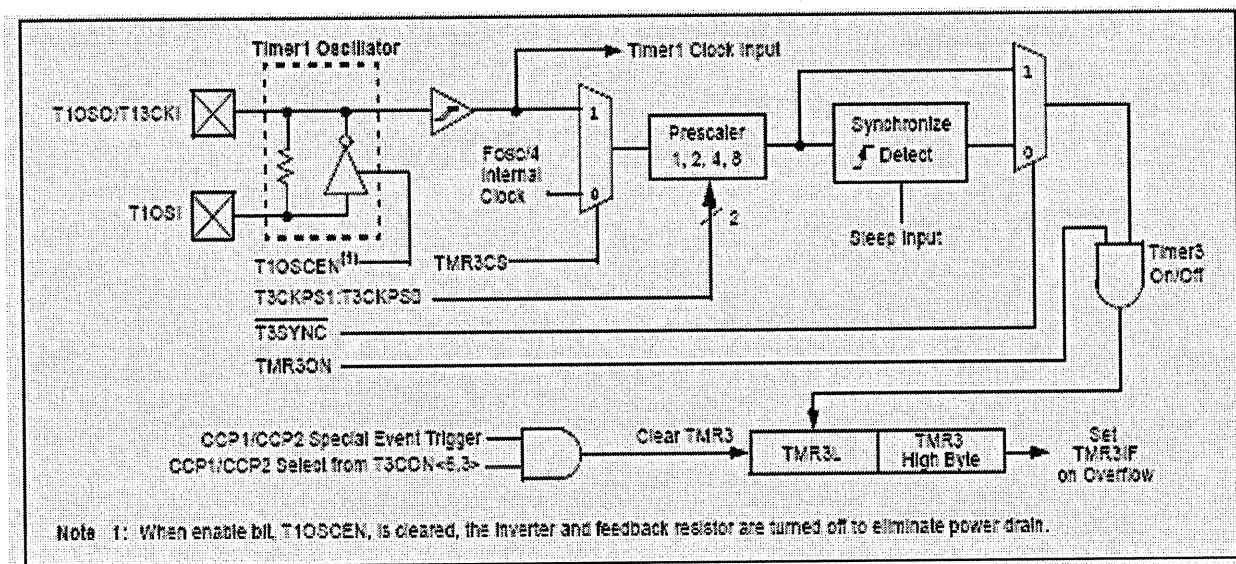 Timer1 Oscillator
Timer1 Clock Input
T1OSO/T13CKI
1
Fosc/4
Internal
Clock
0
Prescaler
1, 2, 4, 8
Synchronize
Detect
1
0
2
T1OSI
Sleep Input
T1OSCEN(1)
TMR3CS
Timer3
On/Off
T3CKPS1:T3CKPS0
T3SYNC
TMR3ON
CCP1/CCP2 Special Event Trigger
CCP1/CCP2 Select from T3CON<6,3>
Clear TMR3
TMR3L
TMR3
High Byte
Set
TMR3IF
on Overflow
Note 1: When enable bit, T1OSCEN, is cleared, the inverter and feedback resistor are turned off to eliminate power drain.